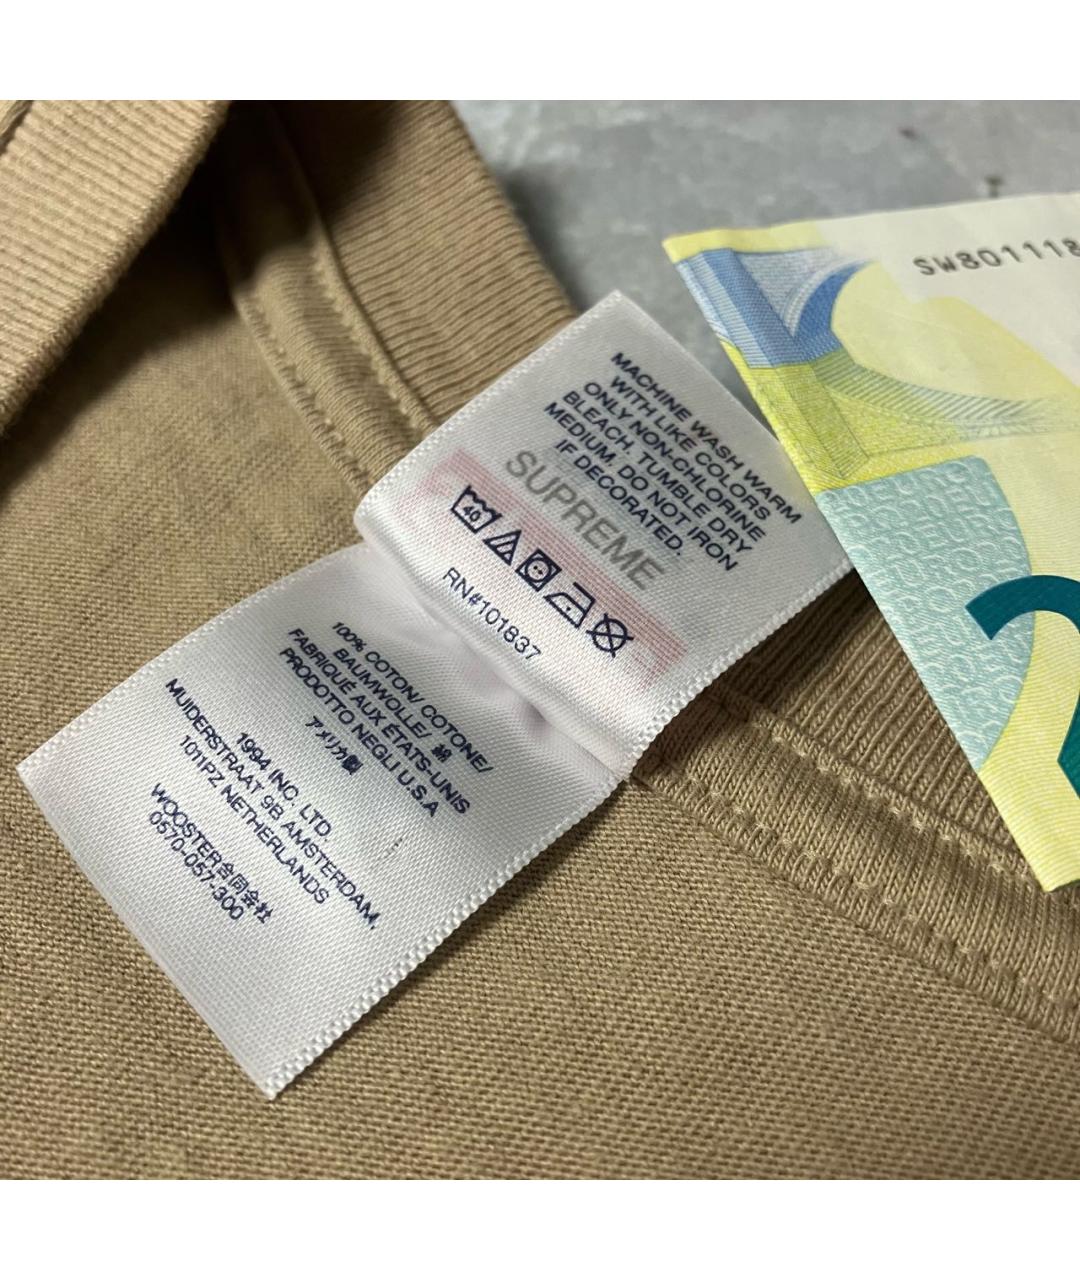 SW801118
MACHINE WASH WARM
WITH LIKE COLORS
ONLY NON-CHLORINE
BLEACH. TUMBLE DRY
MEDIUM. DO NOT IRON
IF DECORATED.
SUPREME
40
RN#101837
100% COTON/ COTONE/
BAUMWOLLE/ 綿
FABRIQUÉ AUX ÉTATS-UNIS
PRODOTTO NEGLI U.S.A
アメリカ製
1994 INC. LTD
MUIDERSTRAAT 9B AMSTERDAM,
1011PZ NETHERLANDS
WOOSTER合同会社
0570-057-300
2